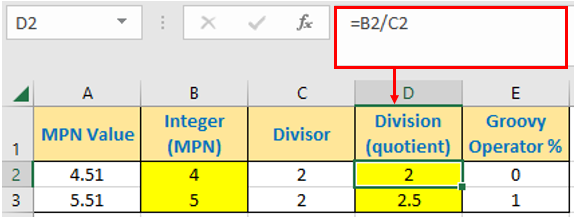 D2 fx =B2/C2
A B C D E
1 MPN Value Integer (MPN) Divisor Division (quotient) Groovy Operator %
2 4.51 4 2 2 0
3 5.51 5 2 2.5 1